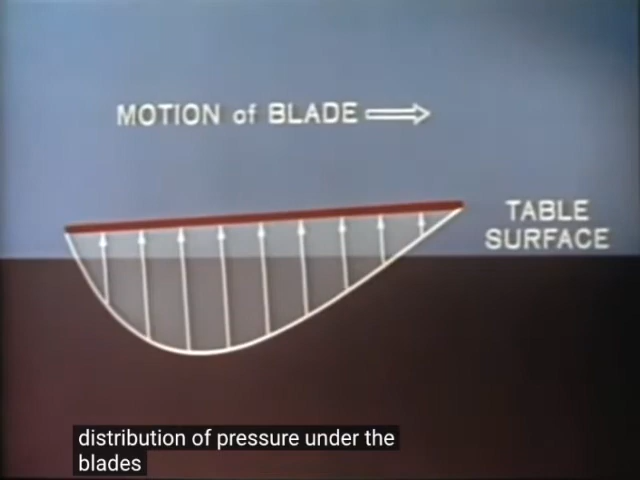 MOTION of BLADE
TABLE
SURFACE
distribution of pressure under the
blades